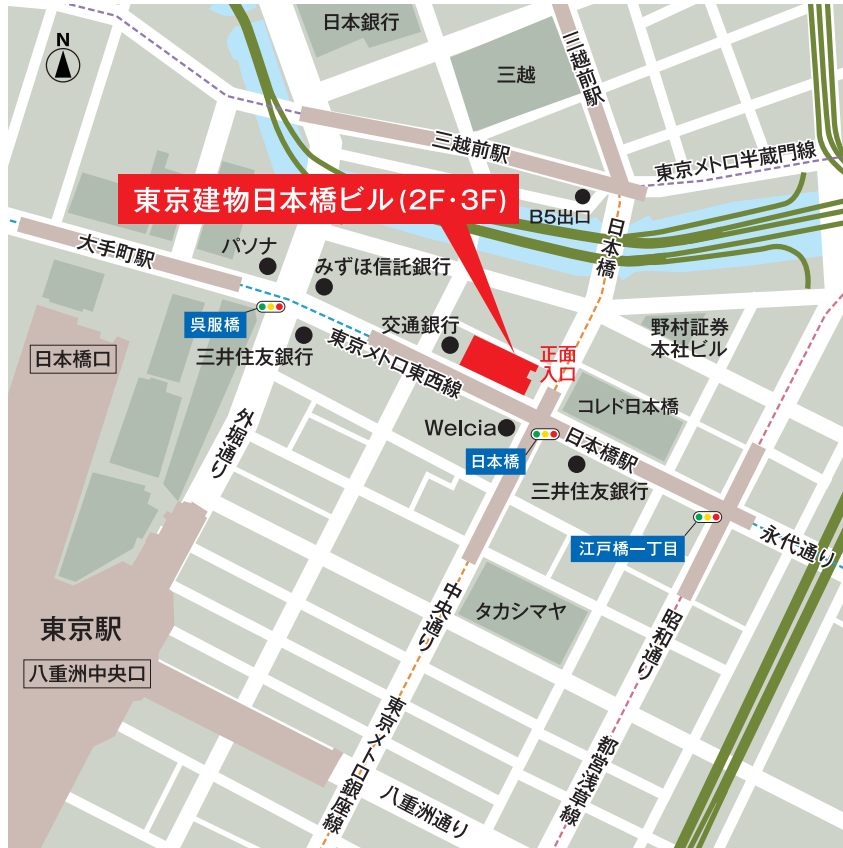 日本銀行
N
三越
三越前駅
三越前駅
東京メトロ半蔵門線
東京建物日本橋ビル(2F・3F)
B5出口
日本橋
大手町駅
パソナ
みずほ信託銀行
呉服橋
交通銀行
野村証券
本社ビル
三井住友銀行
東京メトロ東西線
正面
入口
日本橋口
コレド日本橋
外堀通り
Welcia
日本橋
日本橋駅
三井住友銀行
江戸橋一丁目
永代通り
中央通り
タカシマヤ
昭和通り
東京駅
八重洲中央口
東京メトロ銀座線
都営浅草線
八重洲通り